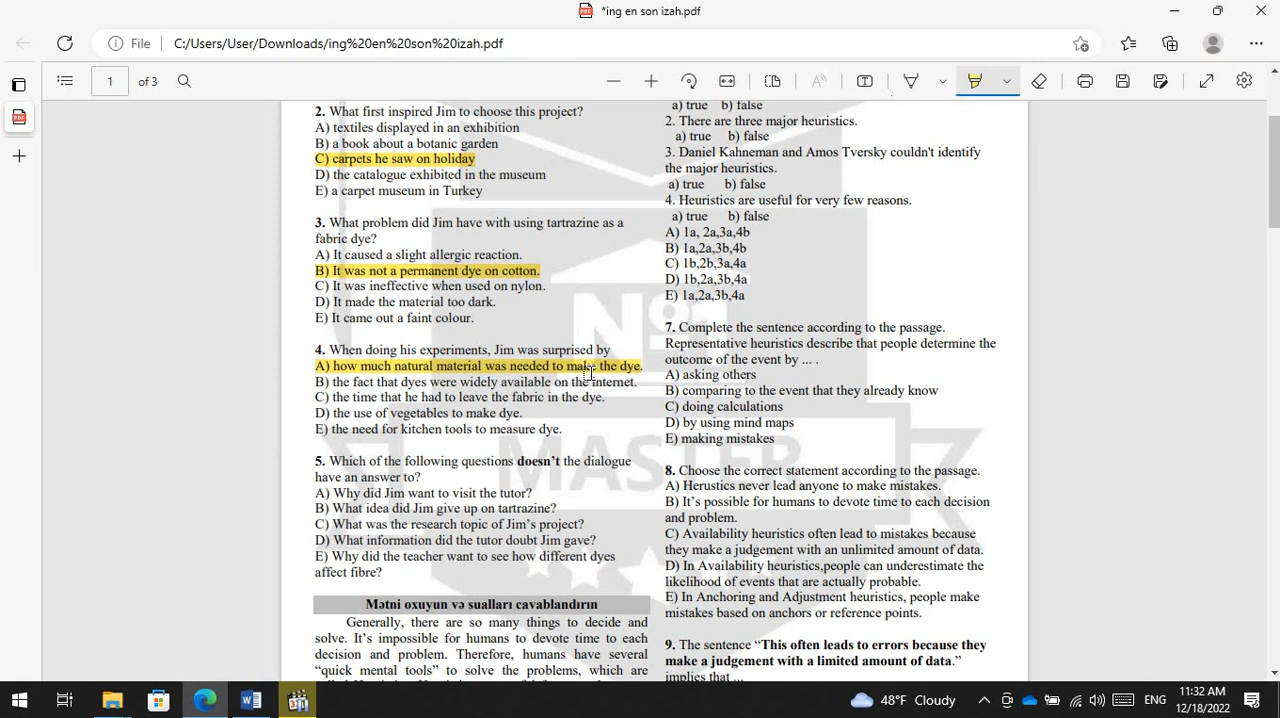 *ing en son izah.pdf
File
C:/Users/User/Downloads/ing%20en%20son%20izah.pdf
1 of 3
2. What first inspired Jim to choose this project?
A) textiles displayed in an exhibition
B) a book about a botanic garden
C) carpets he saw on holiday
D) the catalogue exhibited in the museum
E) a carpet museum in Turkey
3. What problem did Jim have with using tartrazine as a
fabric dye?
A) It caused a slight allergic reaction.
B) It was not a permanent dye on cotton.
C) It was ineffective when used on nylon.
D) It made the material too dark.
E) It came out a faint colour.
4. When doing his experiments, Jim was surprised by
A) how much natural material was needed to make the dye.
B) the fact that dyes were widely available on the internet.
C) the time that he had to leave the fabric in the dye.
D) the use of vegetables to make dye.
E) the need for kitchen tools to measure dye.
5. Which of the following questions doesn't the dialogue
have an answer to?
A) Why did Jim want to visit the tutor?
B) What idea did Jim give up on tartrazine?
C) What was the research topic of Jim's project?
D) What information did the tutor doubt Jim gave?
E) Why did the teacher want to see how different dyes
affect fibre?
Mətni oxuyun və sualları cavablandırın
Generally, there are so many things to decide and
solve. It's impossible for humans to devote time to each
decision and problem. Therefore, humans have several
"quick mental tools" to solve the problems, which are
a) true b) false
2. There are three major heuristics.
a) true b) false
3. Daniel Kahneman and Amos Tversky couldn't identify
the major heuristics.
a) true b) false
4. Heuristics are useful for very few reasons.
a) true b) false
A) 1a, 2a,3a,4b
B) 1a,2a,3b,4b
C) 1b,2b,3a,4a
D) 1b,2a,3b,4a
E) 1a,2a,3b,4a
7. Complete the sentence according to the passage.
Representative heuristics describe that people determine the
outcome of the event by ... .
A) asking others
B) comparing to the event that they already know
C) doing calculations
D) by using mind maps
E) making mistakes
8. Choose the correct statement according to the passage.
A) Herustics never lead anyone to make mistakes.
B) It's possible for humans to devote time to each decision
and problem.
C) Availability heuristics often lead to mistakes because
they make a judgement with an unlimited amount of data.
D) In Availability heuristics,people can underestimate the
likelihood of events that are actually probable.
E) In Anchoring and Adjustment heuristics, people make
mistakes based on anchors or reference points.
9. The sentence "This often leads to errors because they
make a judgement with a limited amount of data."
implies that ...
№1
MASTER
48°F Cloudy
ENG
11:32 AM
12/18/2022